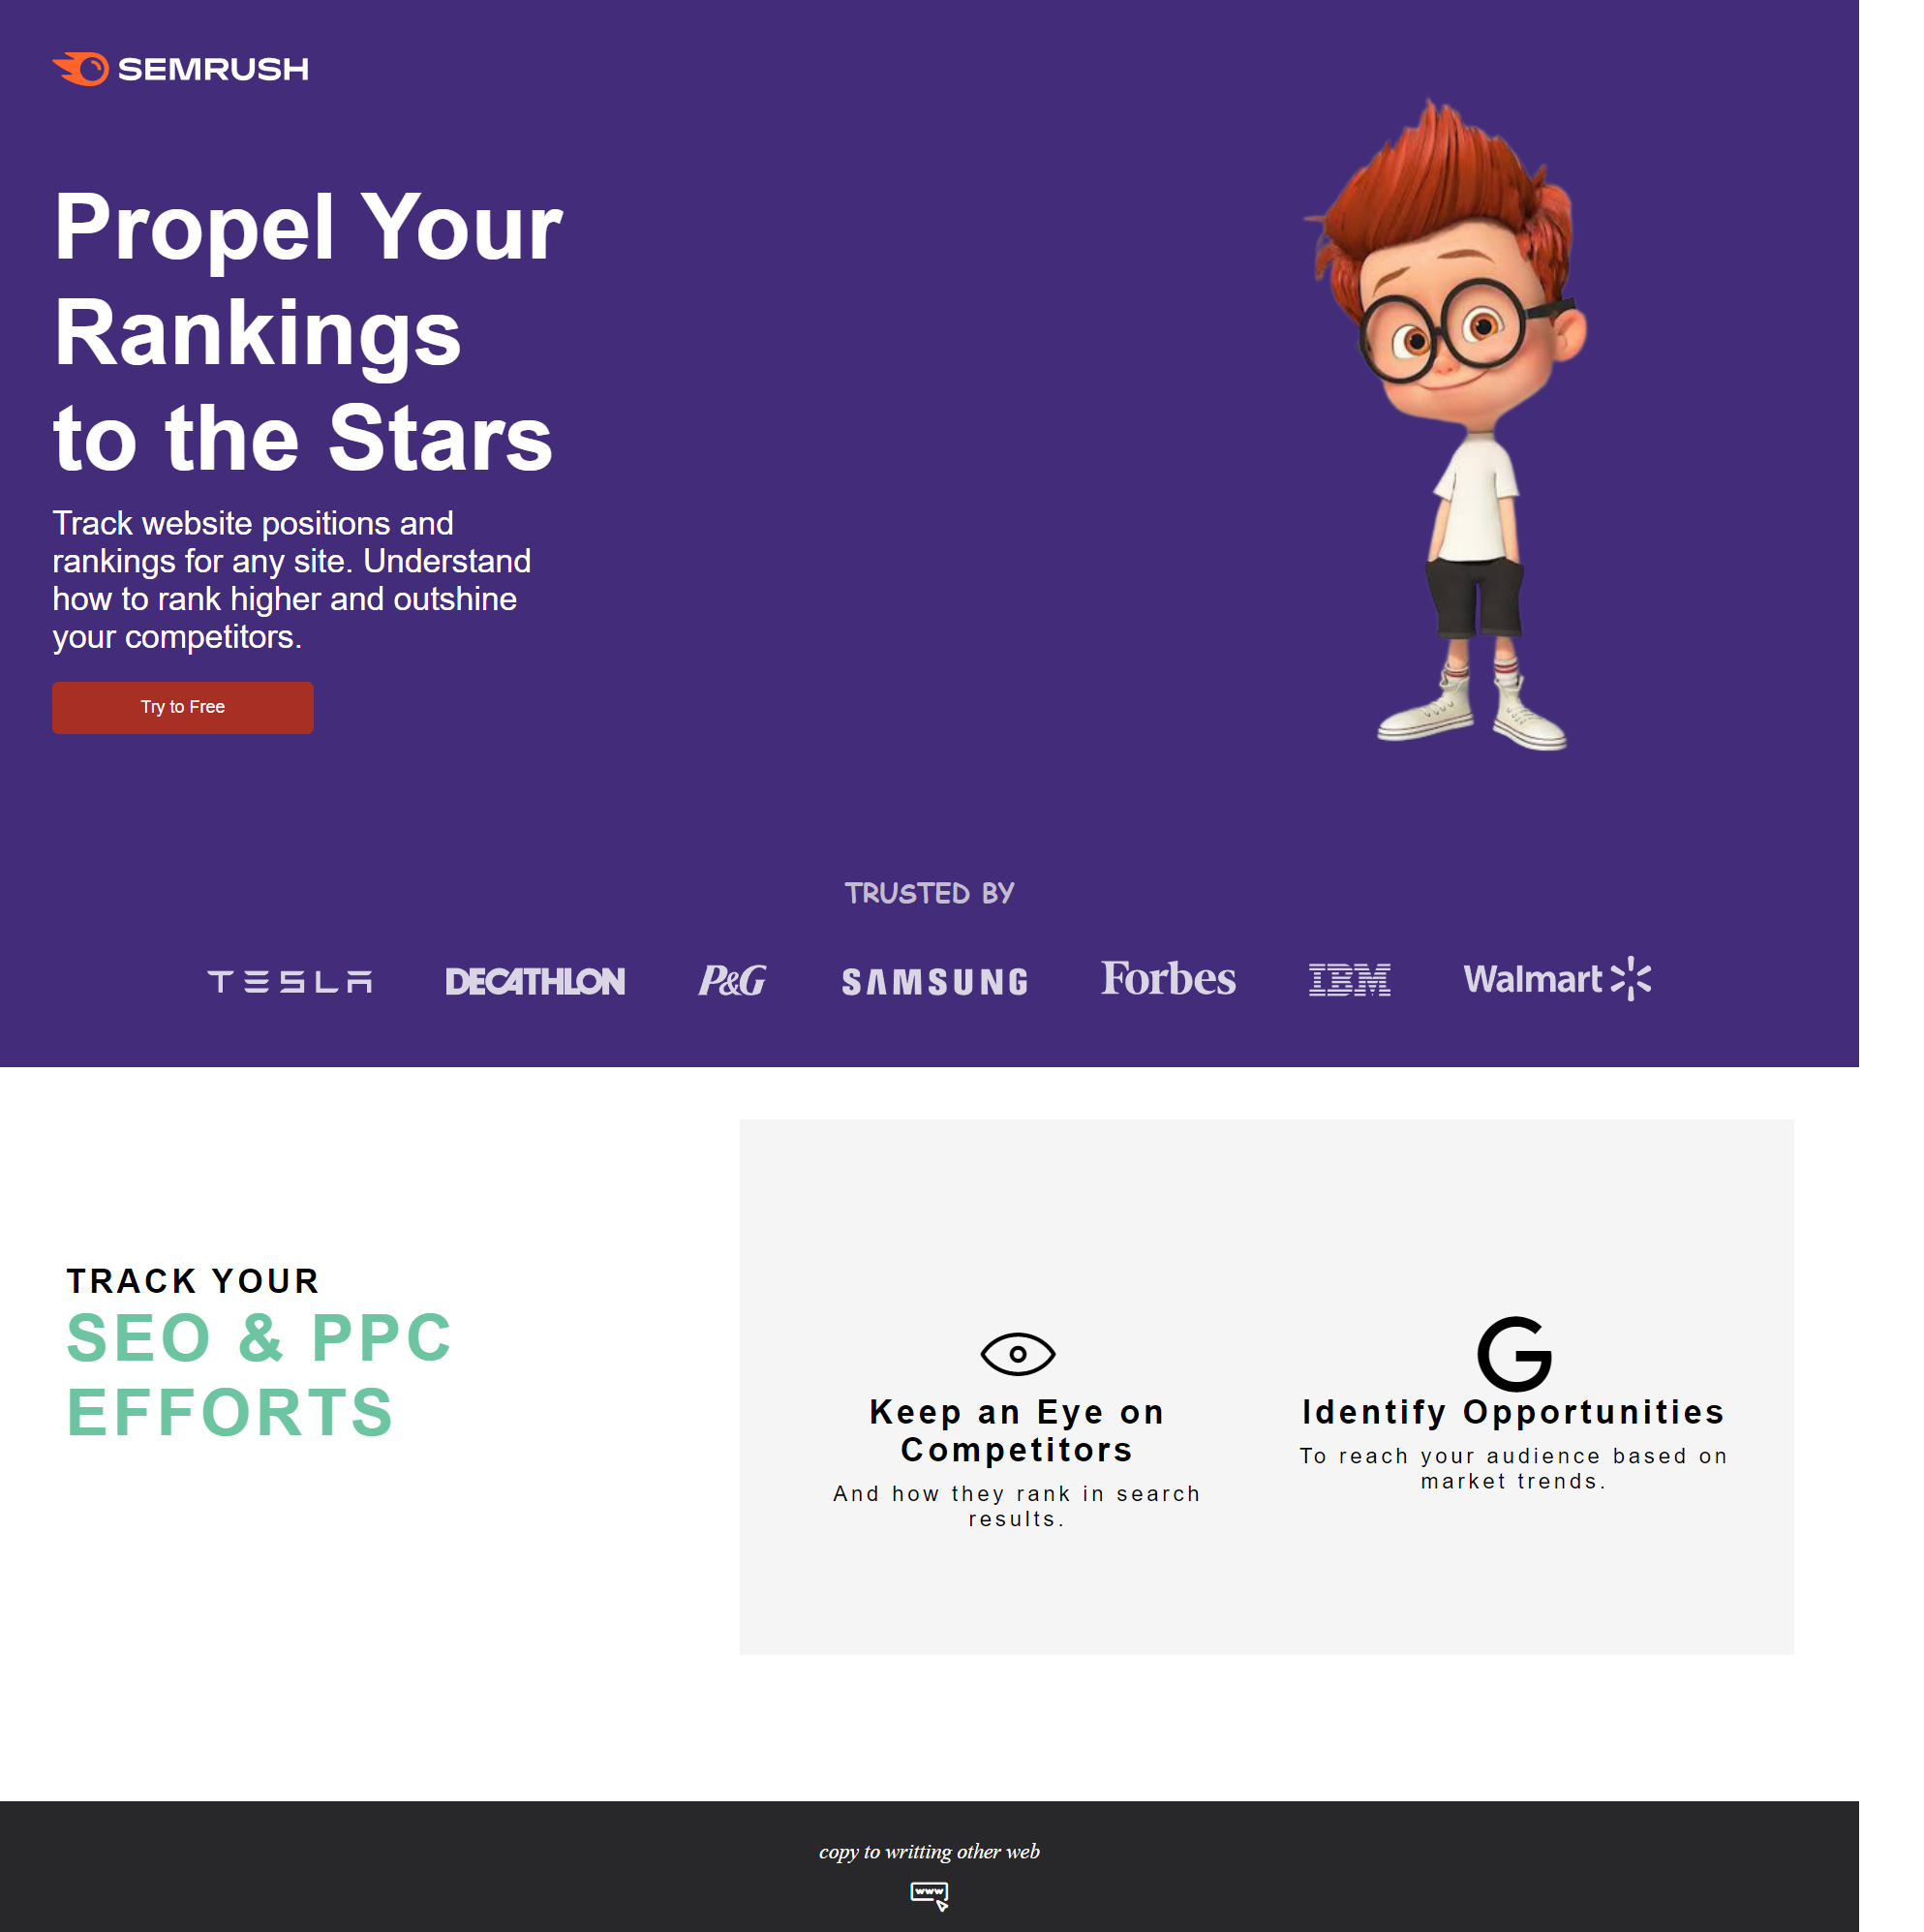 SEMRUSH
Propel Your
Rankings
to the Stars
Track website positions and
rankings for any site. Understand
how to rank higher and outshine
your competitors.
Try to Free
TRUSTED BY
TESLA DECATHLON P&G SAMSUNG Forbes IBM Walmart
TRACK YOUR
SEO & PPC
EFFORTS
Keep an Eye on
Competitors
And how they rank in search
results.
Identify Opportunities
To reach your audience based on
market trends.
copy to writting other web
www